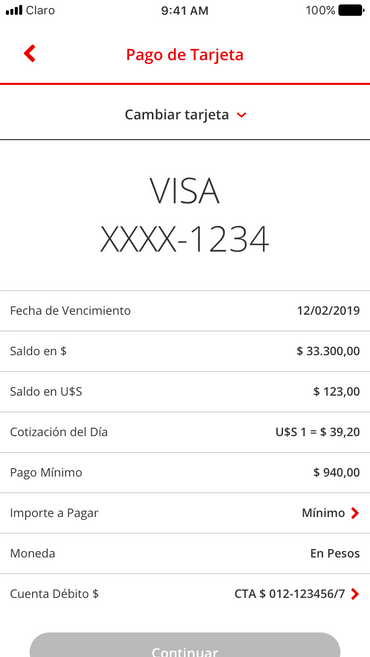 Claro 9:41 AM 100%
Pago de Tarjeta
Cambiar tarjeta
VISA
XXXX-1234
Fecha de Vencimiento 12/02/2019
Saldo en $ $ 33.300,00
Saldo en U$S $ 123,00
Cotización del Día U$S 1 = $ 39,20
Pago Mínimo $ 940,00
Importe a Pagar Mínimo
Moneda En Pesos
Cuenta Débito $ CTA $ 012-123456/7
Continuar